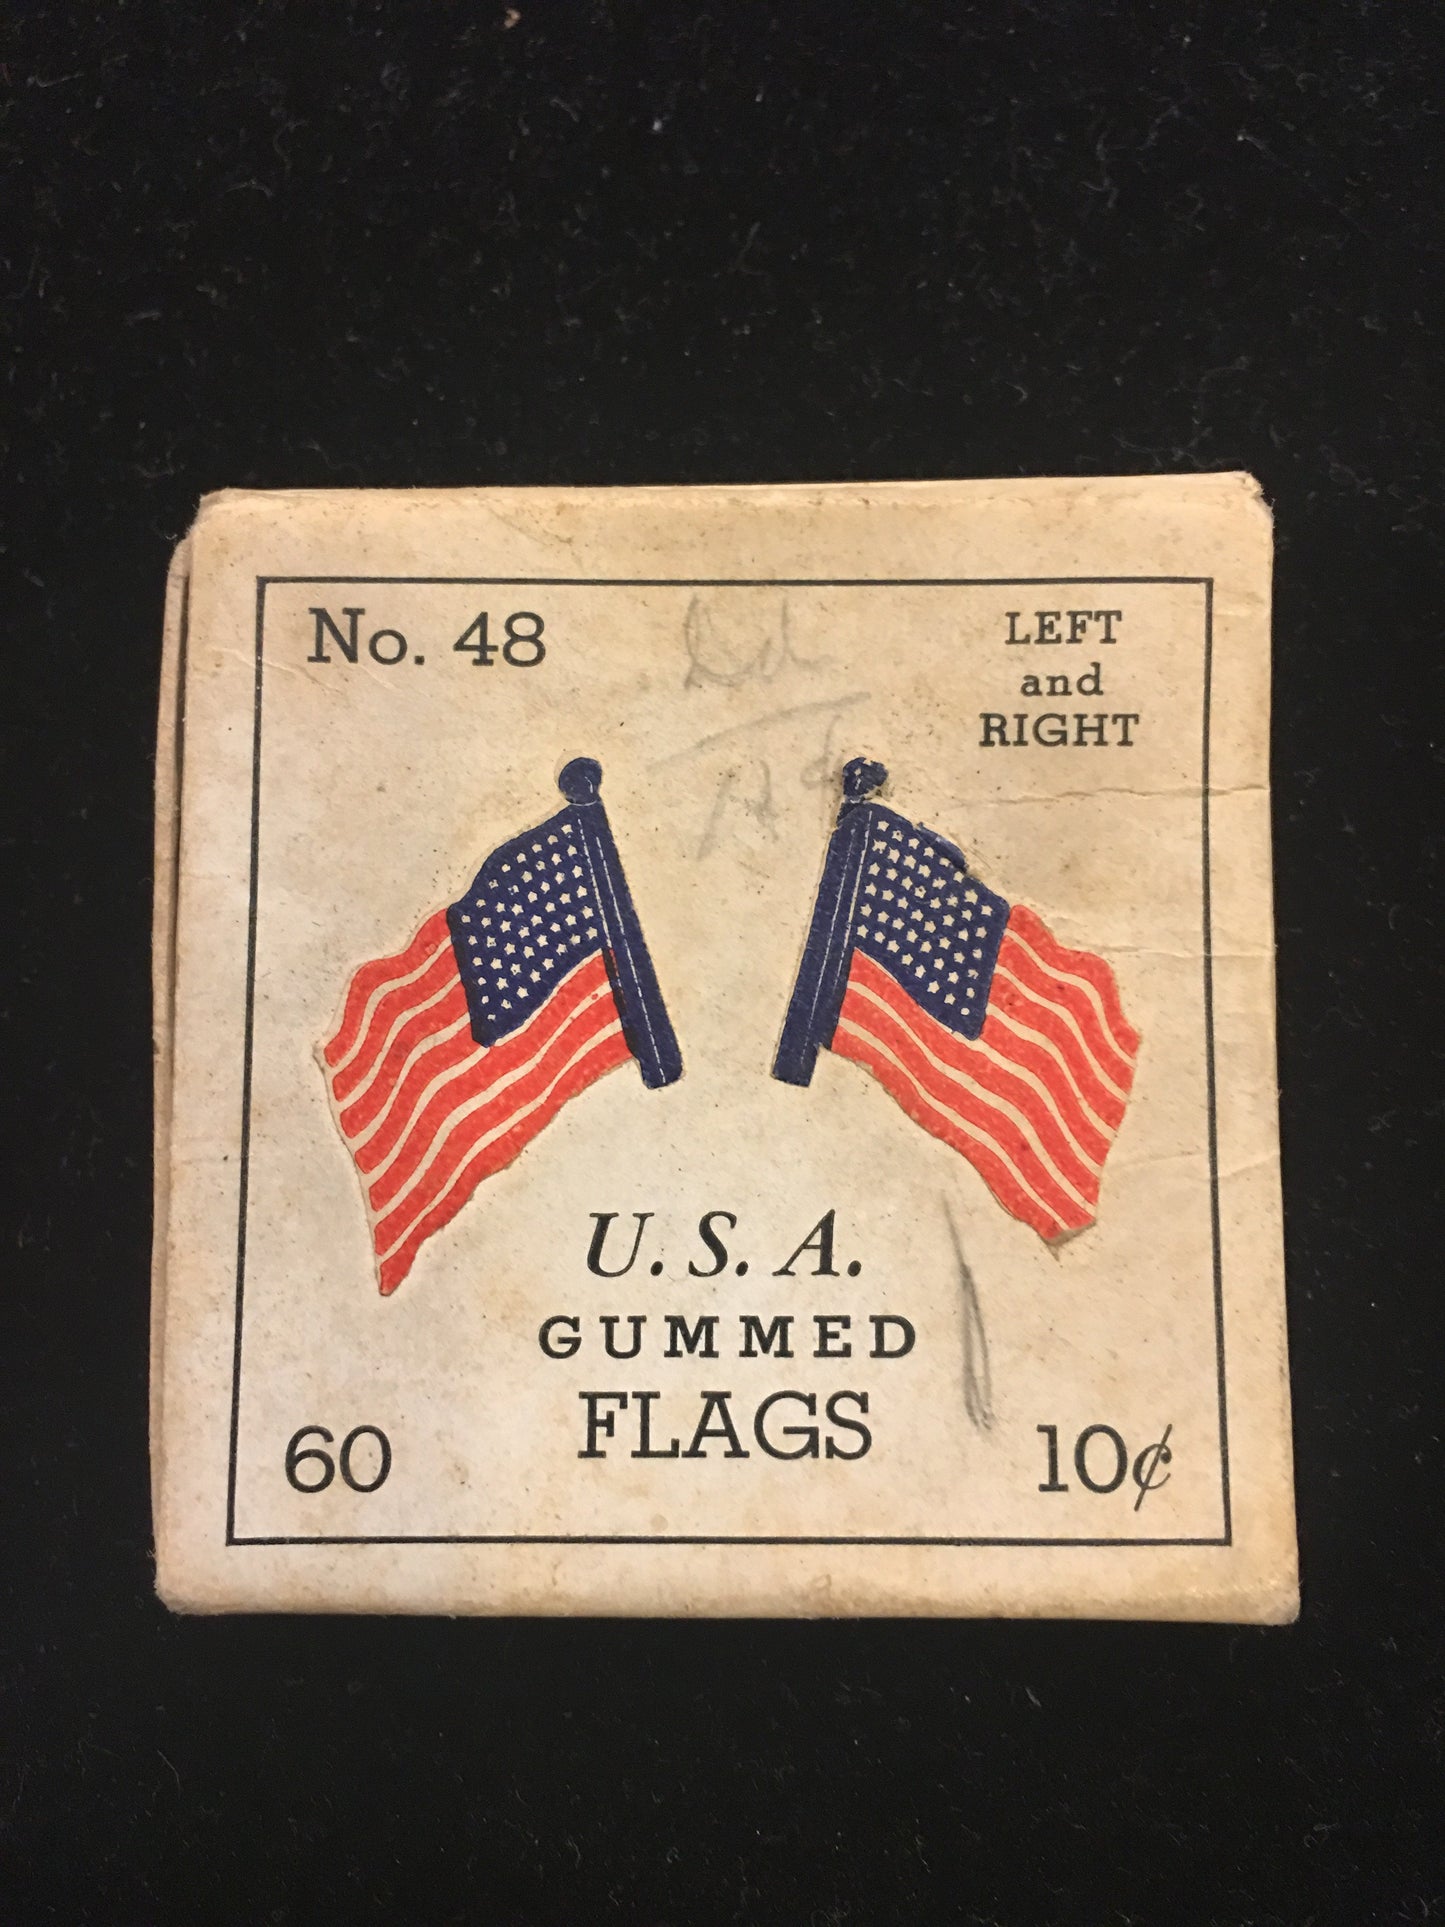 No. 48
LEFT
and
RIGHT
U. S. A.
GUMMED
FLAGS
60
10¢